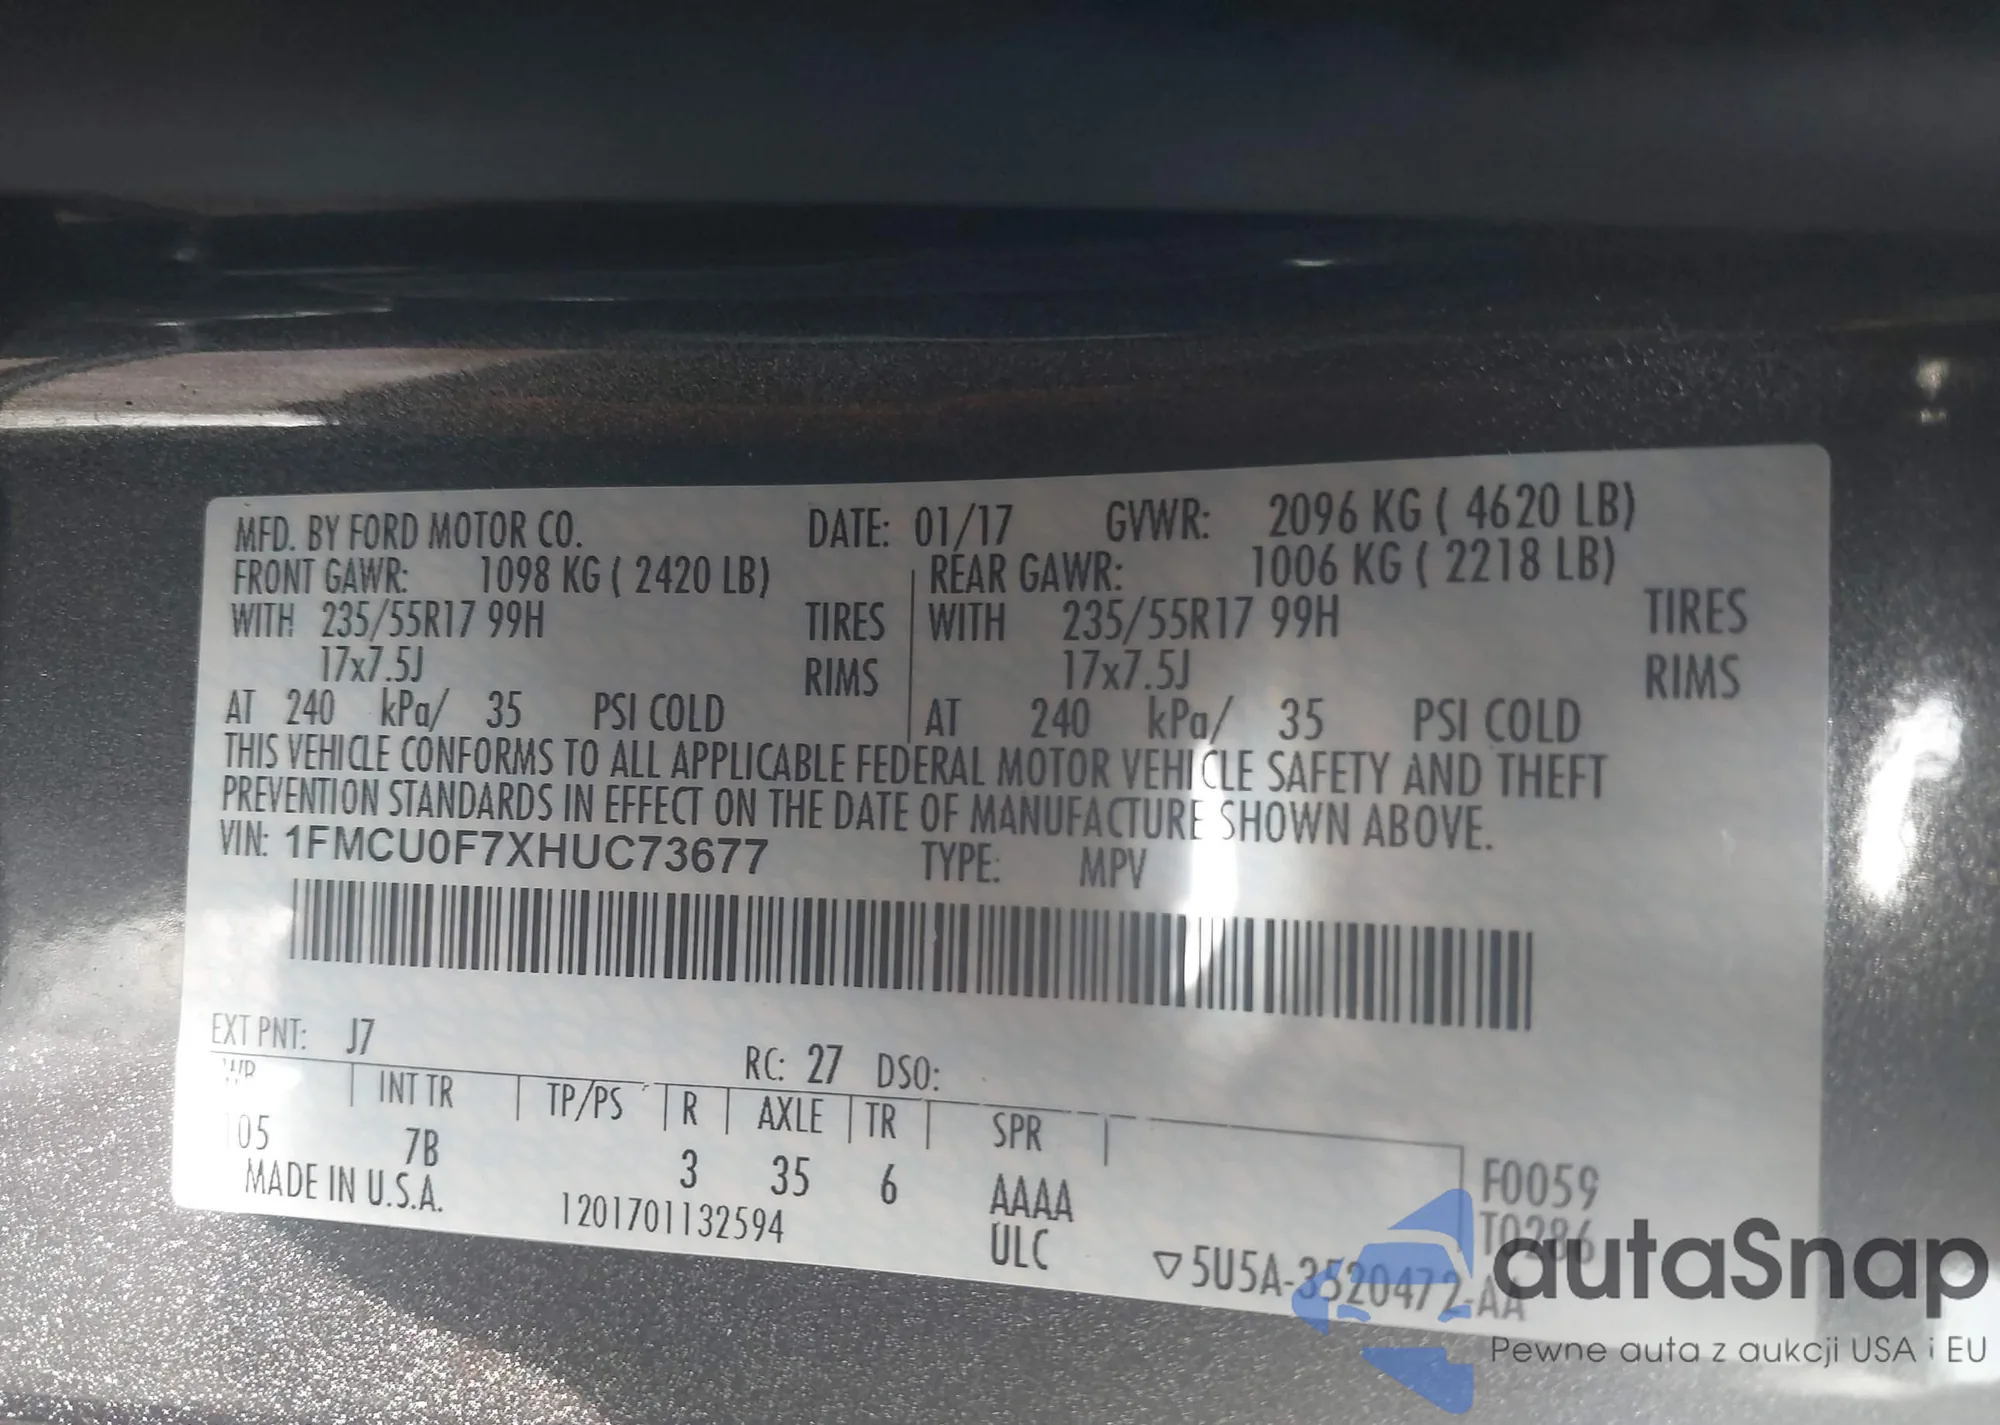 MFD. BY FORD MOTOR CO. DATE: 01/17 GVWR: 2096 KG ( 4620 LB)
FRONT GAWR: 1098 KG ( 2420 LB) REAR GAWR: 1006 KG ( 2218 LB)
WITH 235/55R17 99H TIRES WITH 235/55R17 99H TIRES
17x7.5J RIMS 17x7.5J RIMS
AT 240 kPa/ 35 PSI COLD AT 240 kPa/ 35 PSI COLD
THIS VEHICLE CONFORMS TO ALL APPLICABLE FEDERAL MOTOR VEHICLE SAFETY AND THEFT
PREVENTION STANDARDS IN EFFECT ON THE DATE OF MANUFACTURE SHOWN ABOVE.
VIN: 1FMCU0F7XHUC73677 TYPE: MPV
EXT PNT: J7 RC: 27 DSO:
WB INT TR TP/PS R AXLE TR SPR
105 7B 3 35 6 AAAA F0059
MADE IN U.S.A. 1201701132594 ULC T0286
▽5U5A-3520472-AA
autaSnap
Pewne auta z aukcji USA i EU